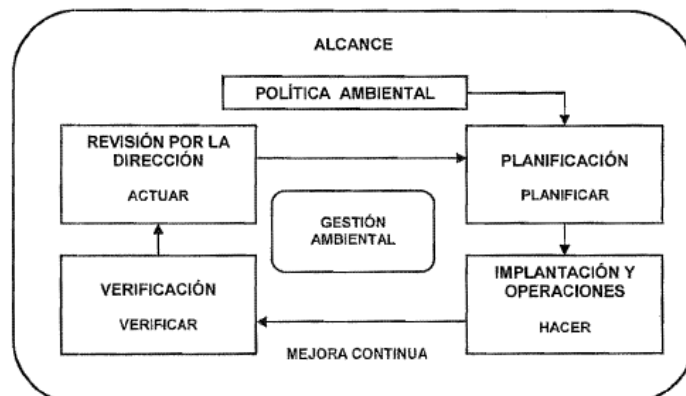 ALCANCE
POLÍTICA AMBIENTAL
REVISIÓN POR LA
DIRECCIÓN
ACTUAR
PLANIFICACIÓN
PLANIFICAR
GESTIÓN
AMBIENTAL
VERIFICACIÓN
VERIFICAR
IMPLANTACIÓN Y
OPERACIONES
HACER
MEJORA CONTINUA